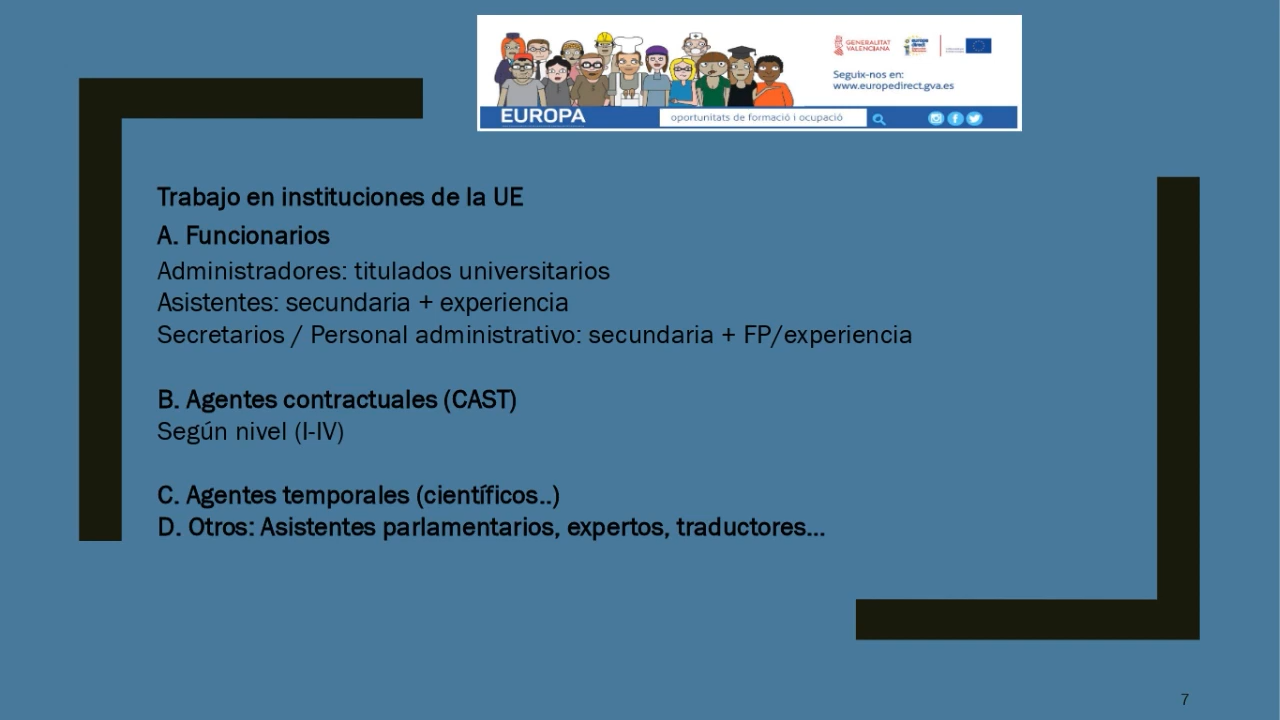 GENERALITAT
VALENCIANA
europe
direct
Seguix-nos en:
www.europedirect.gva.es
EUROPA
oportunitats de formació i ocupació
Trabajo en instituciones de la UE
A. Funcionarios
Administradores: titulados universitarios
Asistentes: secundaria + experiencia
Secretarios / Personal administrativo: secundaria + FP/experiencia
B. Agentes contractuales (CAST)
Según nivel (I-IV)
C. Agentes temporales (científicos..)
D. Otros: Asistentes parlamentarios, expertos, traductores...
7